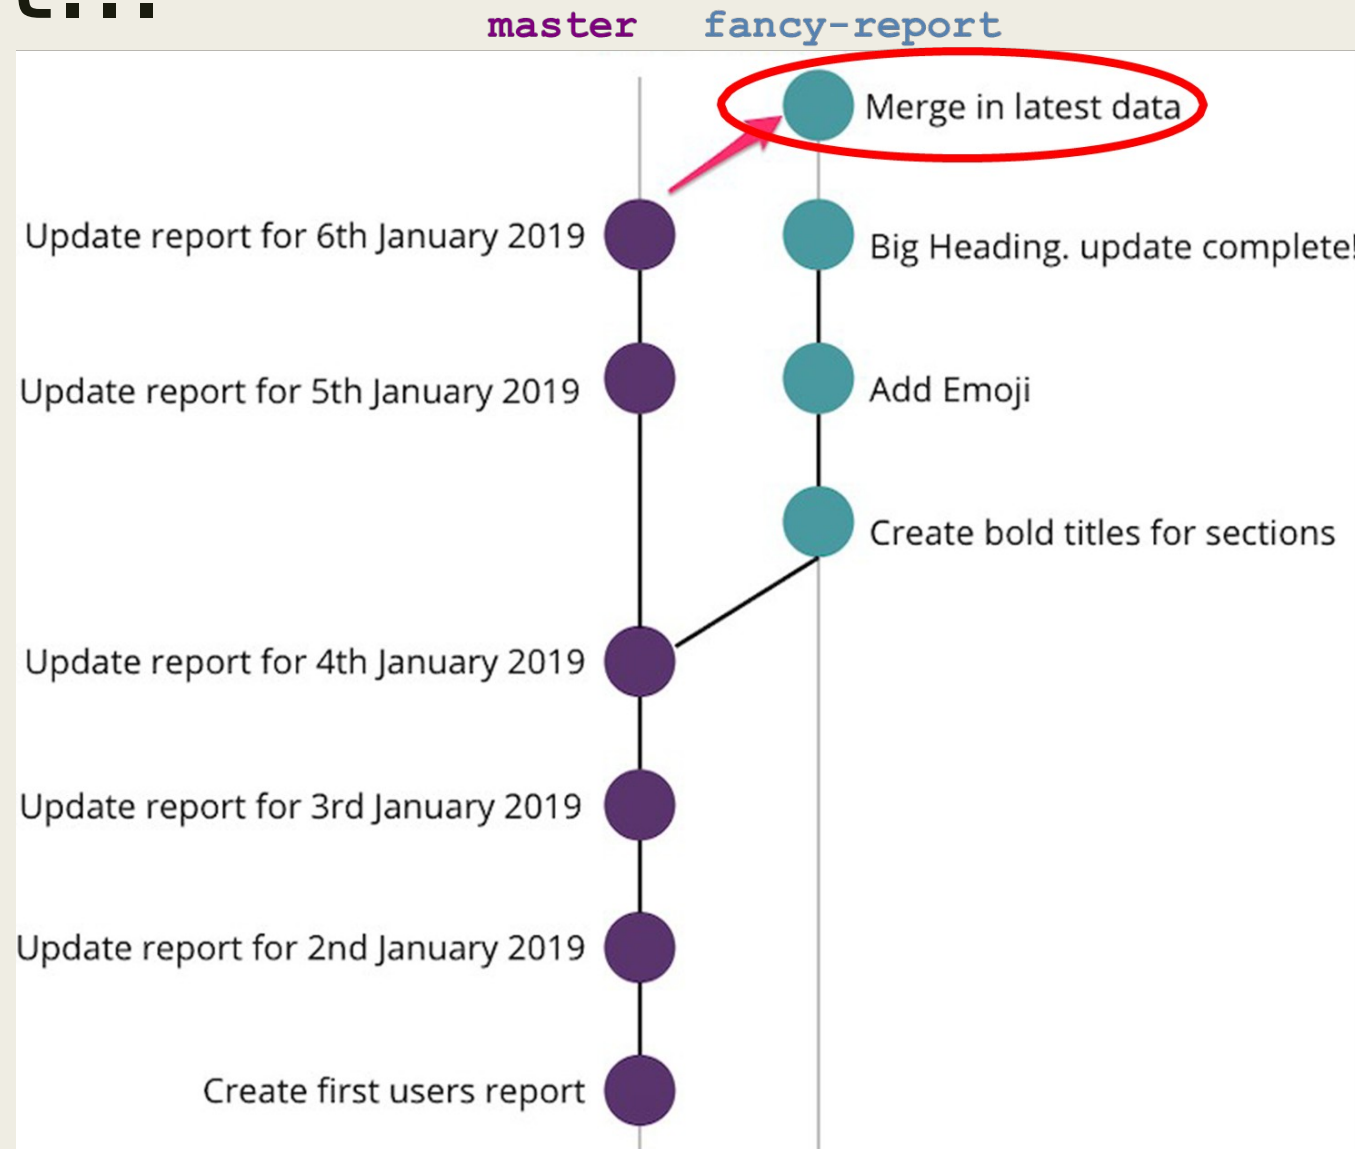 master fancy-report
Merge in latest data
Update report for 6th January 2019
Big Heading. update complete!
Update report for 5th January 2019
Add Emoji
Create bold titles for sections
Update report for 4th January 2019
Update report for 3rd January 2019
Update report for 2nd January 2019
Create first users report